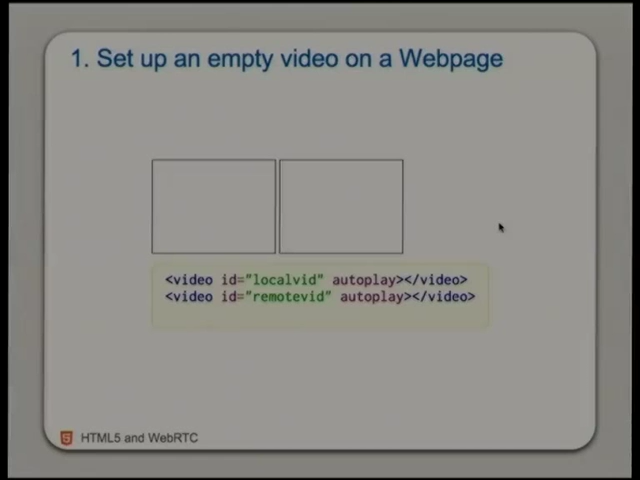 1. Set up an empty video on a Webpage
<video id="localvid" autoplay></video>
<video id="remotevid" autoplay></video>
HTML5 and WebRTC